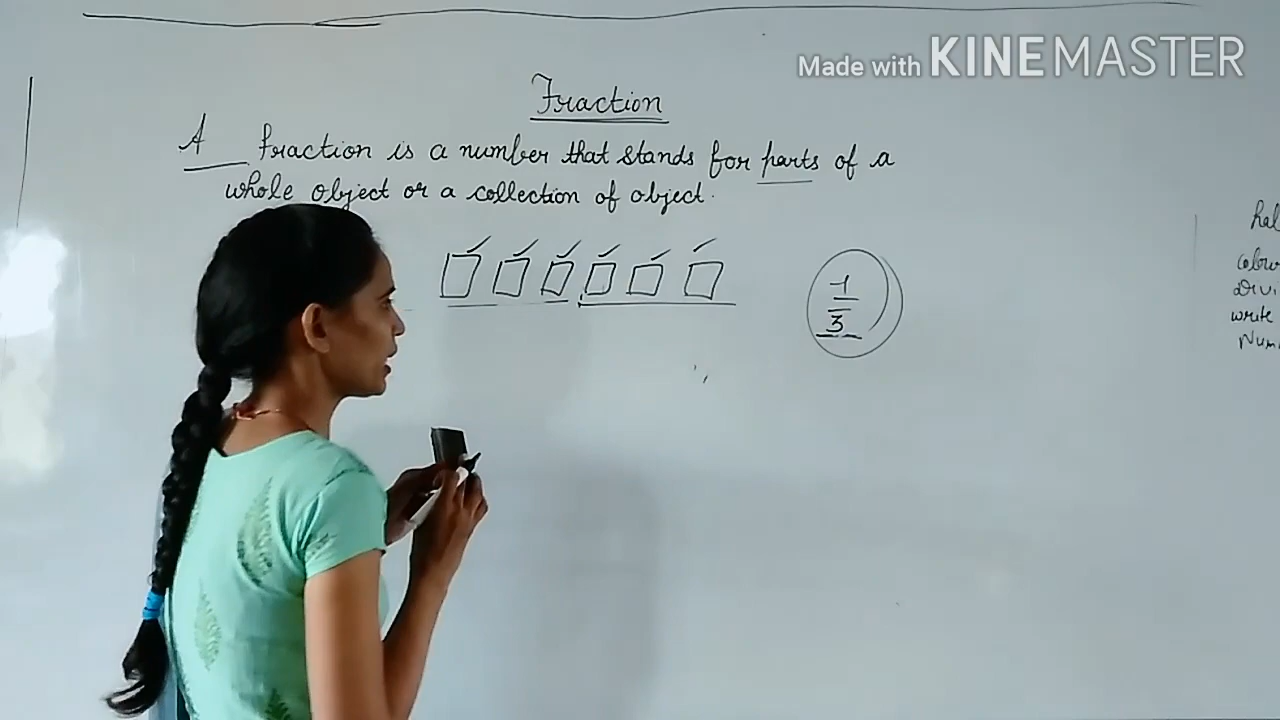 Made with KINEMASTER
Fraction
A fraction is a number that stands for parts of a
whole object or a collection of object.
1
3
write